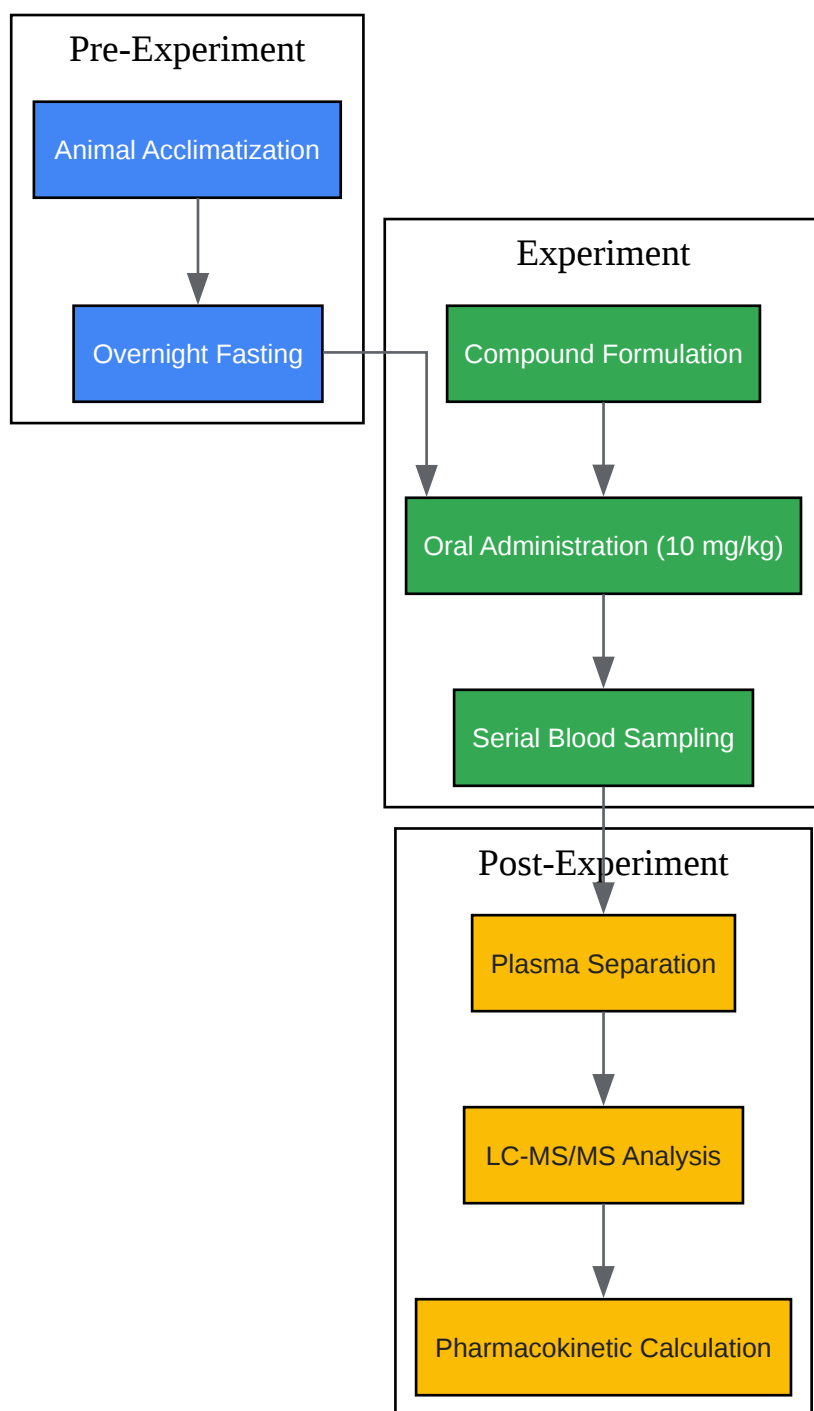 Pre-Experiment
Animal Acclimatization
Overnight Fasting
Experiment
Compound Formulation
Oral Administration (10 mg/kg)
Serial Blood Sampling
Post-Experiment
Plasma Separation
LC-MS/MS Analysis
Pharmacokinetic Calculation